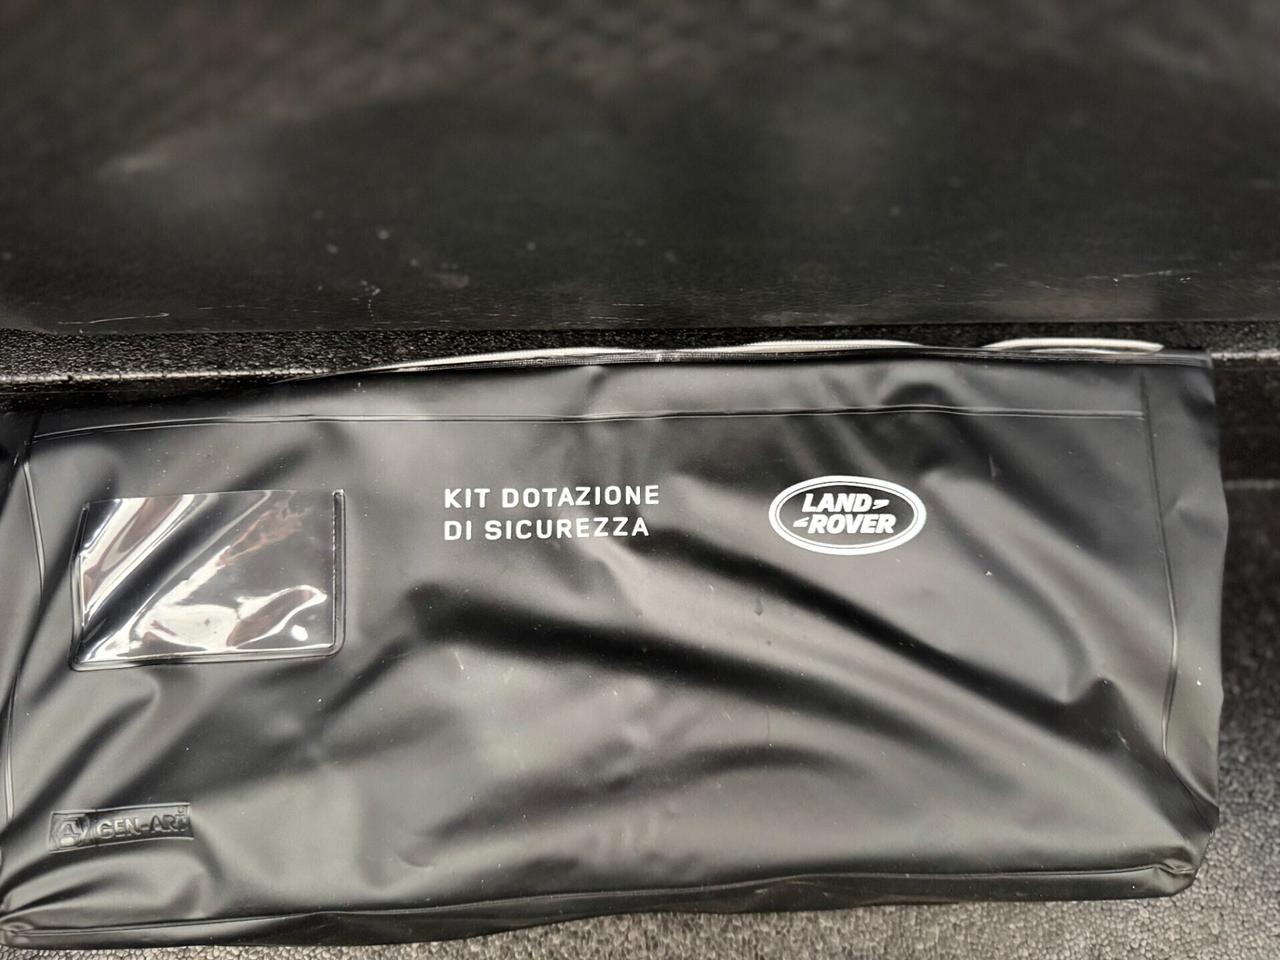 KIT DOTAZIONE
DI SICUREZZA
LAND
ROVER
GEN-ART